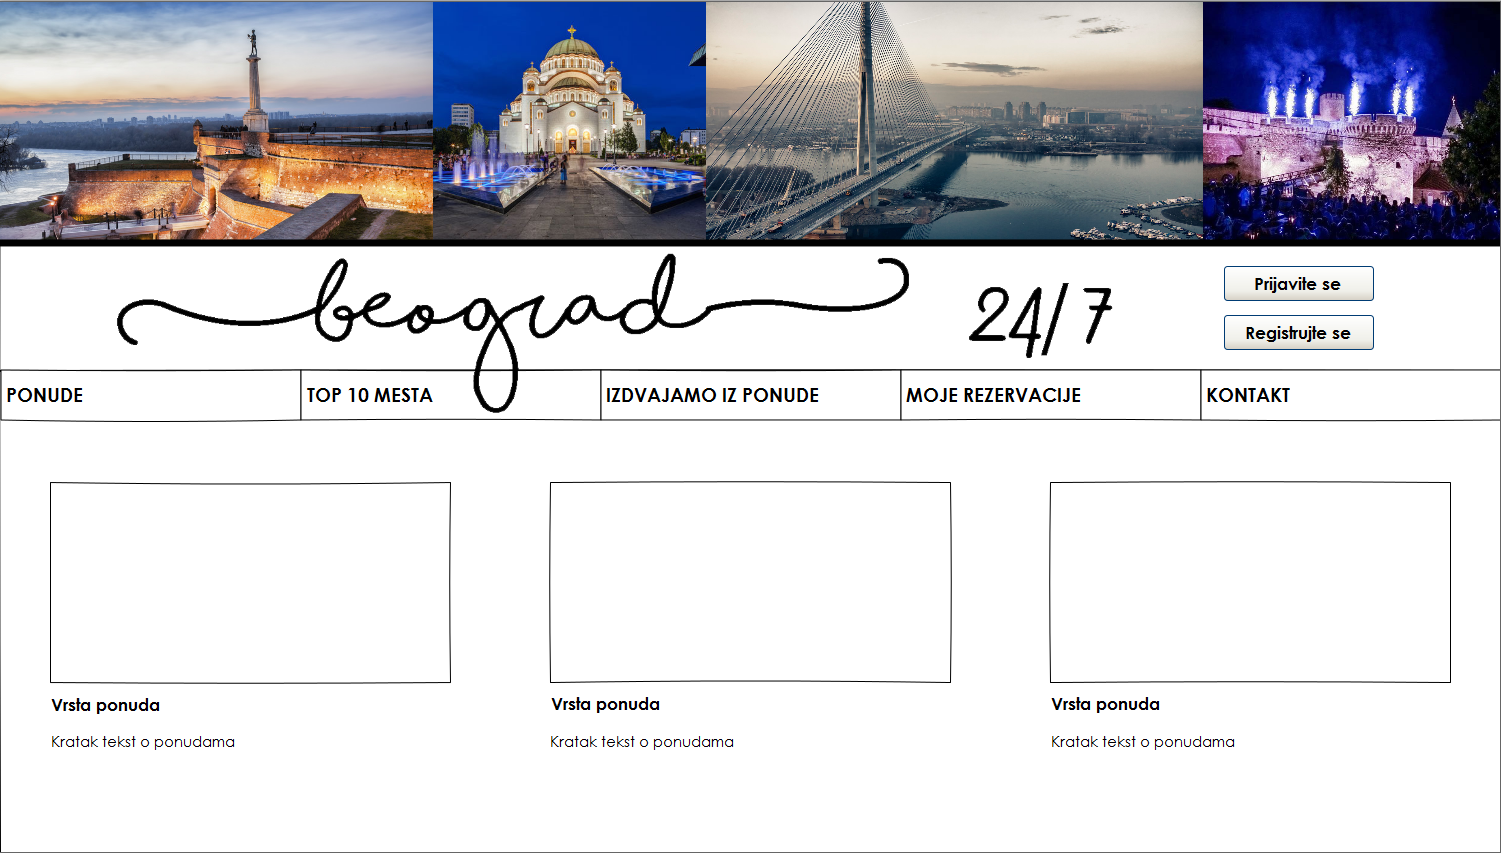 beograd 24/7
Prijavite se
Registrujte se
PONUDE
TOP 10 MESTA
IZDVAJAMO IZ PONUDE
MOJE REZERVACIJE
KONTAKT
Vrsta ponuda
Kratak tekst o ponudama
Vrsta ponuda
Kratak tekst o ponudama
Vrsta ponuda
Kratak tekst o ponudama